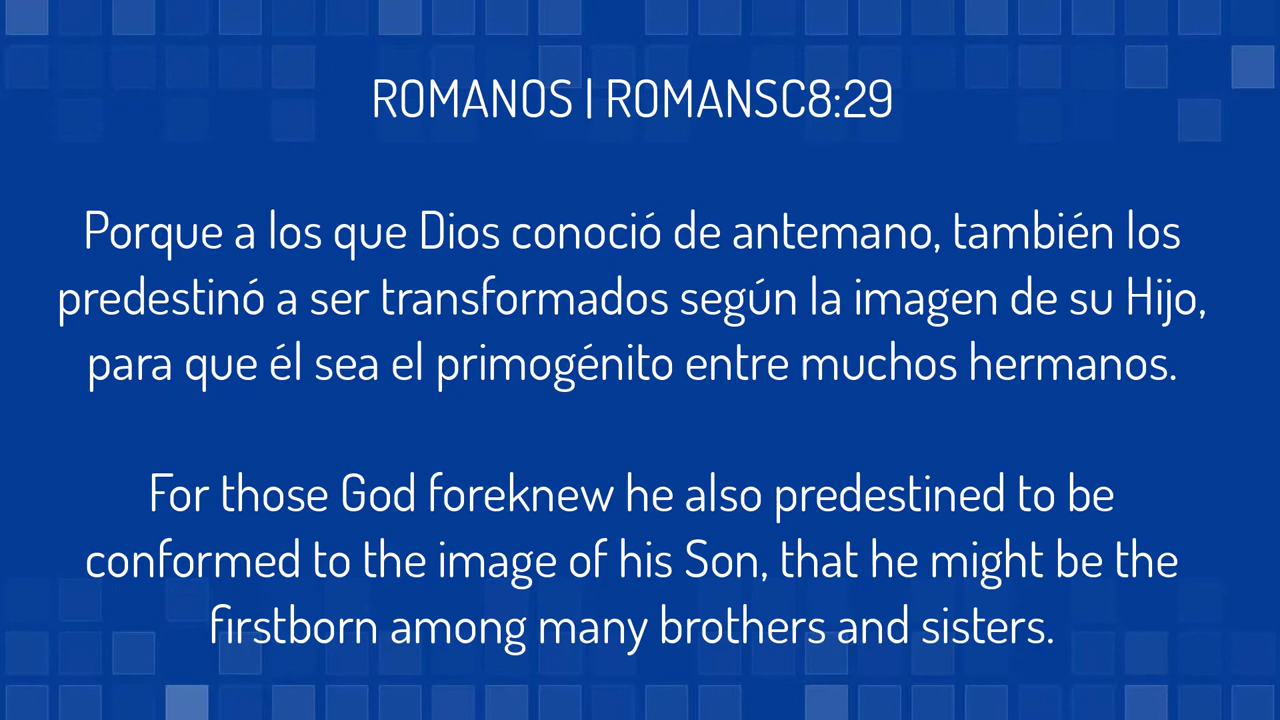 ROMANOS | ROMANSC8:29
Porque a los que Dios conoció de antemano, también los
predestinó a ser transformados según la imagen de su Hijo,
para que él sea el primogénito entre muchos hermanos.
For those God foreknew he also predestined to be
conformed to the image of his Son, that he might be the
firstborn among many brothers and sisters.